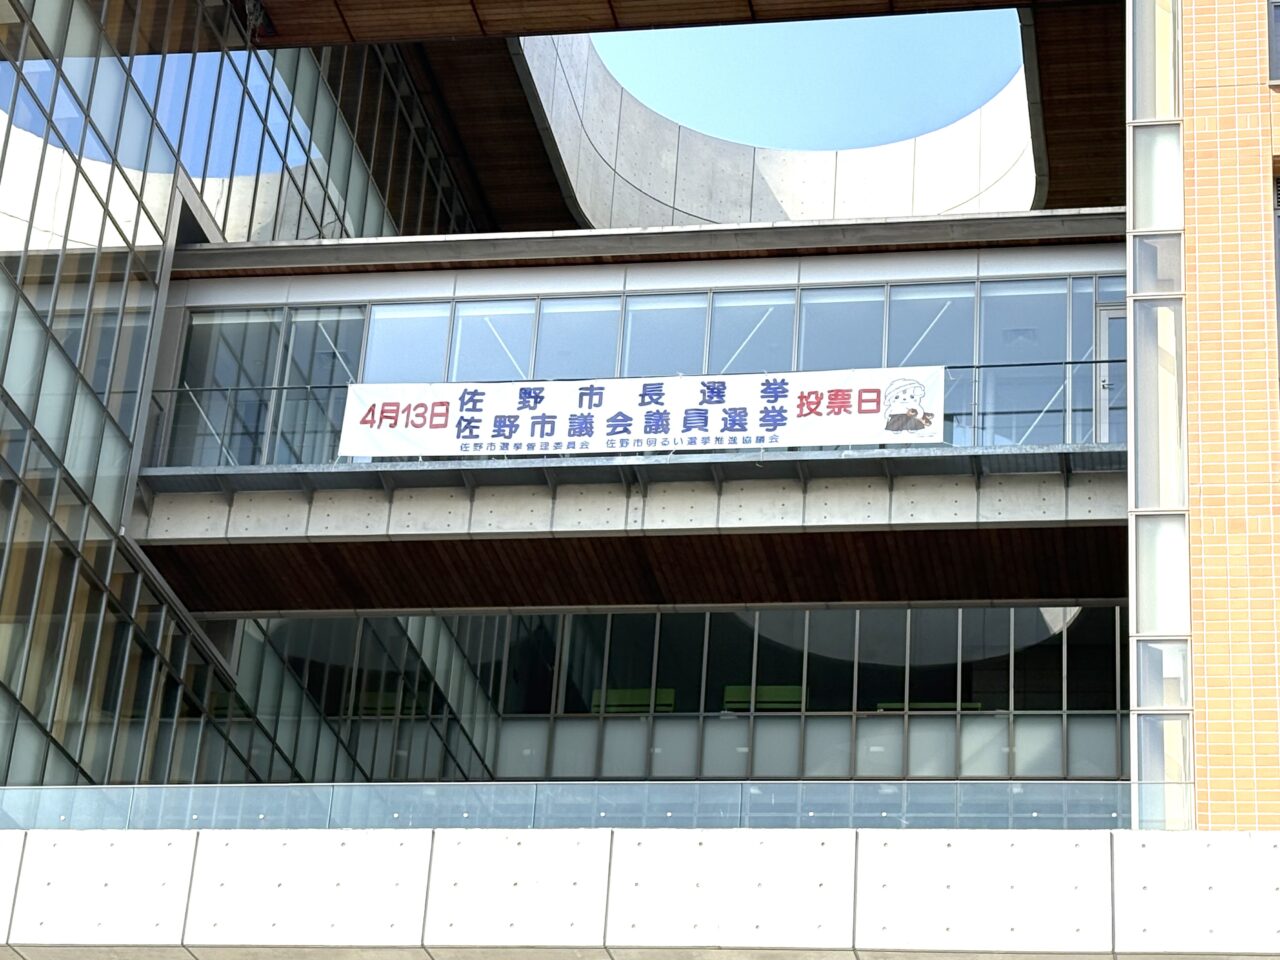 4月13日 佐野市長選挙 投票日
佐野市議会議員選挙
佐野市選挙管理委員会 佐野市明るい選挙推進協議会